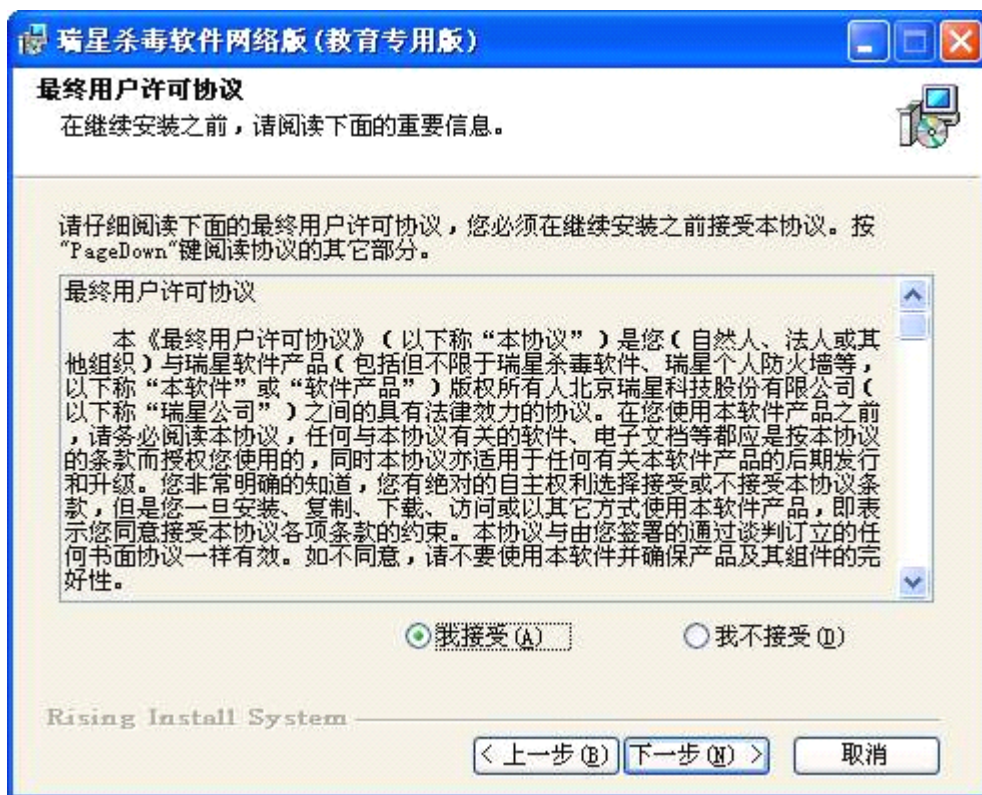 瑞星杀毒软件网络版(教育专用版)
最终用户许可协议
在继续安装之前，请阅读下面的重要信息。
请仔细阅读下面的最终用户许可协议，您必须在继续安装之前接受本协议。按
"PageDown"键阅读协议的其它部分。
最终用户许可协议
本《最终用户许可协议》（以下称“本协议”）是您（自然人、法人或其
他组织）与瑞星软件产品（包括但不限于瑞星杀毒软件、瑞星个人防火墙等，
以下称“本软件”或“软件产品”）版权所有人北京瑞星科技股份有限公司（
以下称“瑞星公司”）之间的具有法律效力的协议。在您使用本软件产品之前
，请务必阅读本协议，任何与本协议有关的软件、电子文档等都应是按本协议
的条款而授权您使用的，同时本协议亦适用于任何有关本软件产品的后期发行
和升级。您非常明确的知道，您有绝对的自主权利选择接受或不接受本协议条
款，但是您一旦安装、复制、下载、访问或以其它方式使用本软件产品，即表
示您同意接受本协议各项条款的约束。本协议与由您签署的通过谈判订立的任
何书面协议一样有效。如不同意，请不要使用本软件并确保产品及其组件的完
好性。
我接受(A) 我不接受(D)
Rising Install System
< 上一步(B) 下一步(N) > 取消